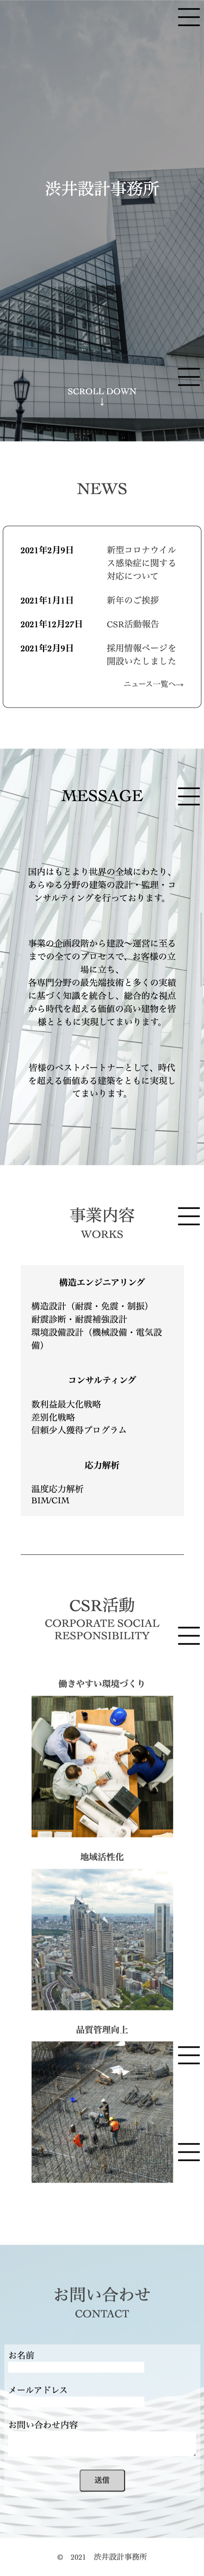 渋井設計事務所
SCROLL DOWN
↓
NEWS
2021年2月9日
新型コロナウイル
ス感染症に関する
対応について
2021年1月1日
新年のご挨拶
2021年12月27日
CSR活動報告
2021年2月9日
採用情報ページを
開設いたしました
ニュース一覧へ→
MESSAGE
国内はもとより世界の全域にわたり、
あらゆる分野の建築の設計・監理・コ
ンサルティングを行っております。
事業の企画段階から建設〜運営に至る
までの全てのプロセスで、お客様の立
場に立ち、
各専門分野の最先端技術と多くの実績
に基づく知識を統合し、総合的な視点
から時代を超える価値の高い建物を皆
様とともに実現してまいります。
皆様のベストパートナーとして、時代
を超える価値ある建築をともに実現し
てまいります。
事業内容
WORKS
構造エンジニアリング
構造設計（耐震・免震・制振）
耐震診断・耐震補強設計
環境設備設計（機械設備・電気設
備）
コンサルティング
数利益最大化戦略
差別化戦略
信頼少人獲得プログラム
応力解析
温度応力解析
BIM/CIM
CSR活動
CORPORATE SOCIAL
RESPONSIBILITY
働きやすい環境づくり
地域活性化
品質管理向上
お問い合わせ
CONTACT
お名前
メールアドレス
お問い合わせ内容
送信
© 2021 渋井設計事務所